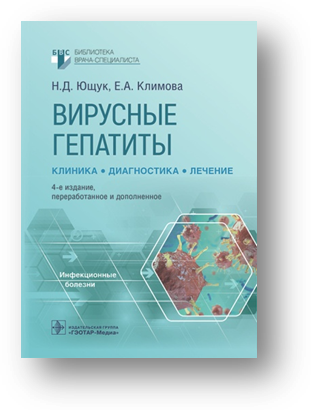 БВС
БИБЛИОТЕКА
ВРАЧА-СПЕЦИАЛИСТА
Н.Д. Ющук, Е.А. Климова
ВИРУСНЫЕ
ГЕПАТИТЫ
КЛИНИКА • ДИАГНОСТИКА • ЛЕЧЕНИЕ
4-е издание,
переработанное и дополненное
Инфекционные
болезни
ИЗДАТЕЛЬСКАЯ ГРУППА
«ГЭОТАР-Медиа»